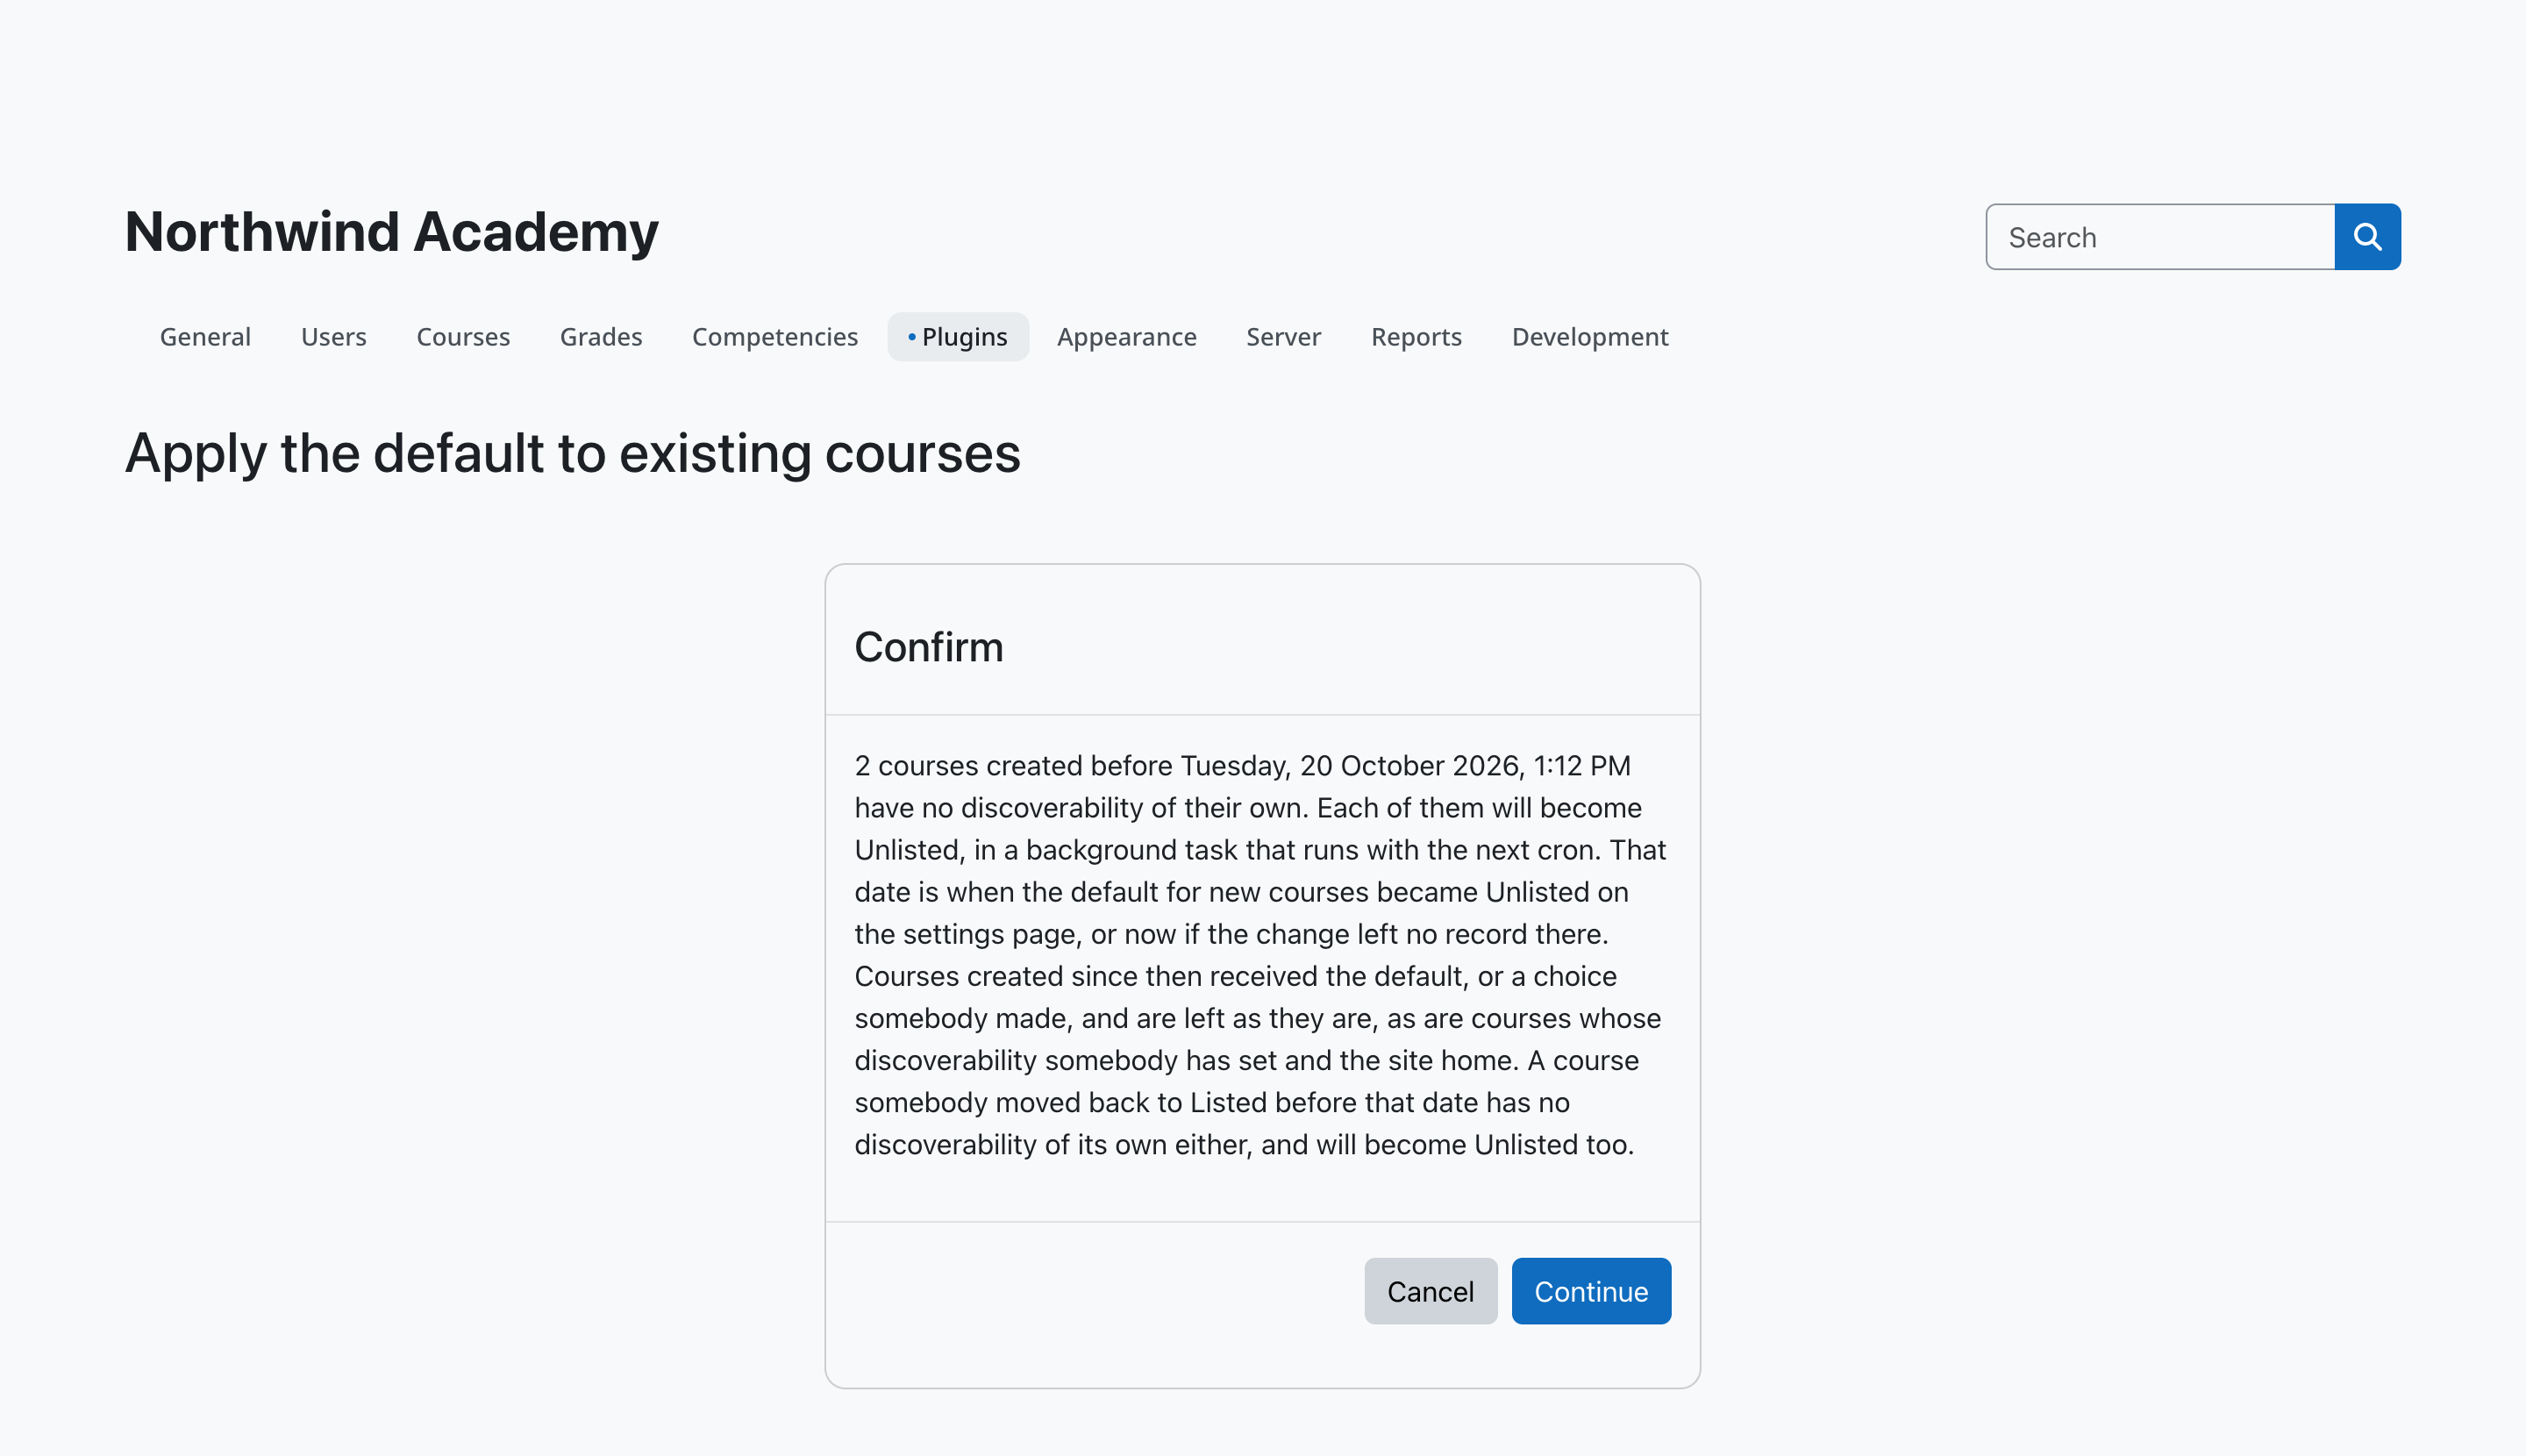 Northwind Academy
Search
General Users Courses Grades Competencies Plugins Appearance Server Reports Development
Apply the default to existing courses
Confirm
2 courses created before Tuesday, 20 October 2026, 1:12 PM
have no discoverability of their own. Each of them will become
Unlisted, in a background task that runs with the next cron. That
date is when the default for new courses became Unlisted on
the settings page, or now if the change left no record there.
Courses created since then received the default, or a choice
somebody made, and are left as they are, as are courses whose
discoverability somebody has set and the site home. A course
somebody moved back to Listed before that date has no
discoverability of its own either, and will become Unlisted too.
Cancel Continue